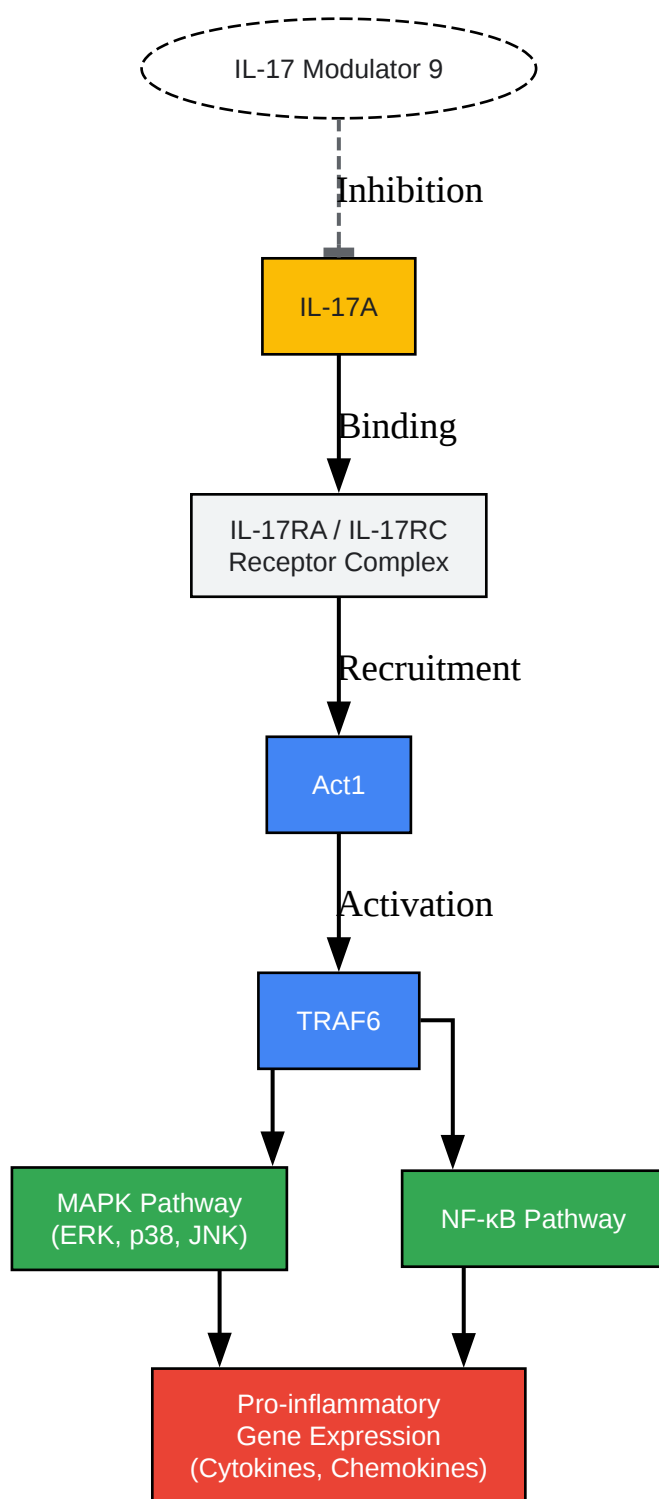 IL-17 Modulator 9
Inhibition
IL-17A
Binding
IL-17RA / IL-17RC
Receptor Complex
Recruitment
Act1
Activation
TRAF6
MAPK Pathway
(ERK, p38, JNK)
NF-κB Pathway
Pro-inflammatory
Gene Expression
(Cytokines, Chemokines)